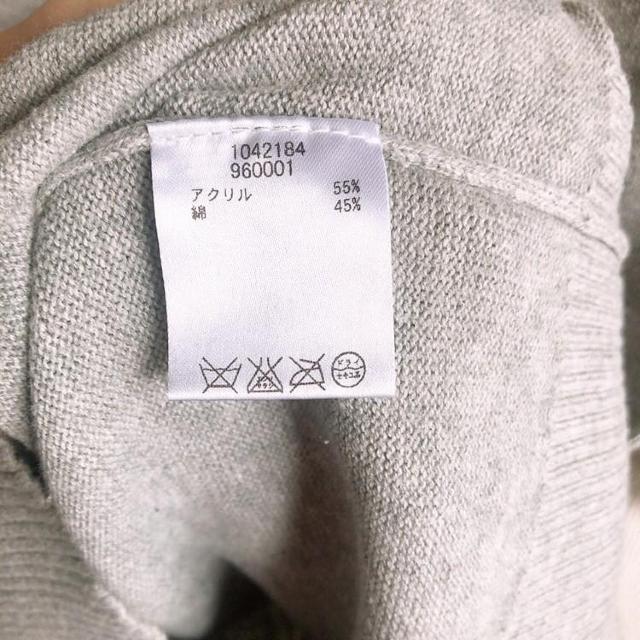 1042184
960001
アクリル 55%
綿 45%
ドライ
セキユ系